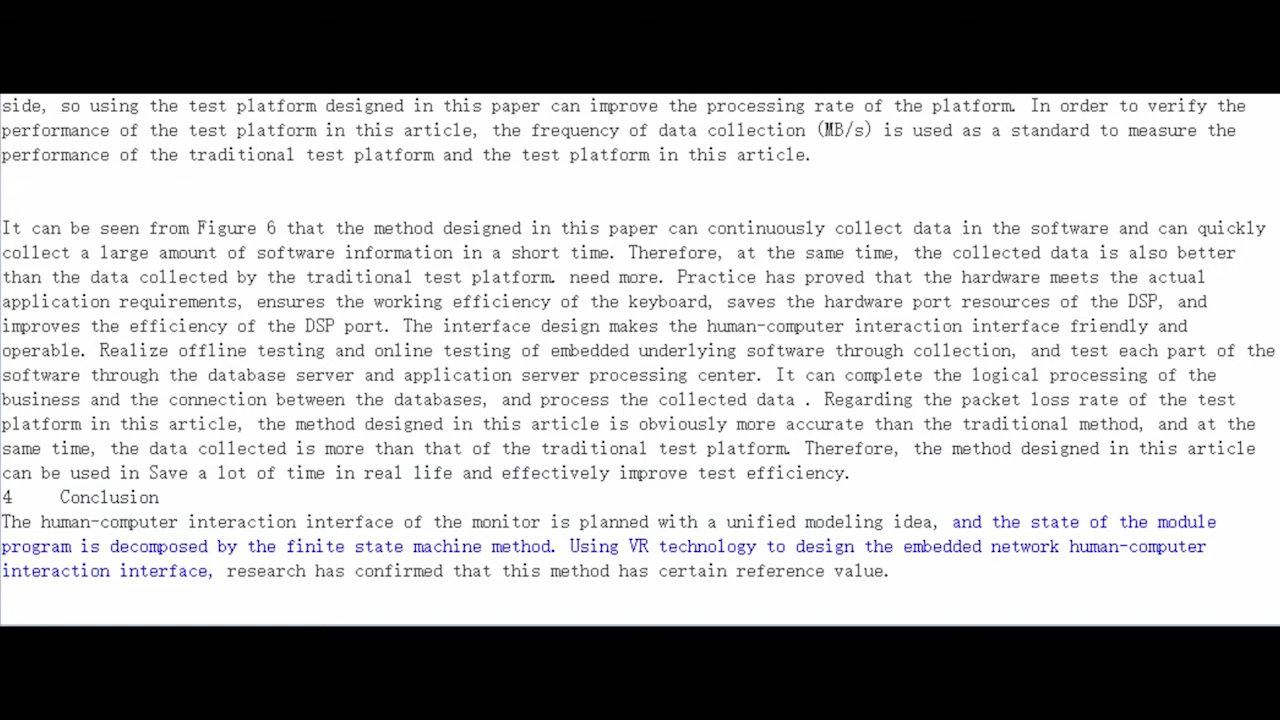 side, so using the test platform designed in this paper can improve the processing rate of the platform. In order to verify the
performance of the test platform in this article, the frequency of data collection (MB/s) is used as a standard to measure the
performance of the traditional test platform and the test platform in this article.
It can be seen from Figure 6 that the method designed in this paper can continuously collect data in the software and can quickly
collect a large amount of software information in a short time. Therefore, at the same time, the collected data is also better
than the data collected by the traditional test platform. need more. Practice has proved that the hardware meets the actual
application requirements, ensures the working efficiency of the keyboard, saves the hardware port resources of the DSP, and
improves the efficiency of the DSP port. The interface design makes the human-computer interaction interface friendly and
operable. Realize offline testing and online testing of embedded underlying software through collection, and test each part of the
software through the database server and application server processing center. It can complete the logical processing of the
business and the connection between the databases, and process the collected data . Regarding the packet loss rate of the test
platform in this article, the method designed in this article is obviously more accurate than the traditional method, and at the
same time, the data collected is more than that of the traditional test platform. Therefore, the method designed in this article
can be used in Save a lot of time in real life and effectively improve test efficiency.
4 Conclusion
The human-computer interaction interface of the monitor is planned with a unified modeling idea, and the state of the module
program is decomposed by the finite state machine method. Using VR technology to design the embedded network human-computer
interaction interface, research has confirmed that this method has certain reference value.